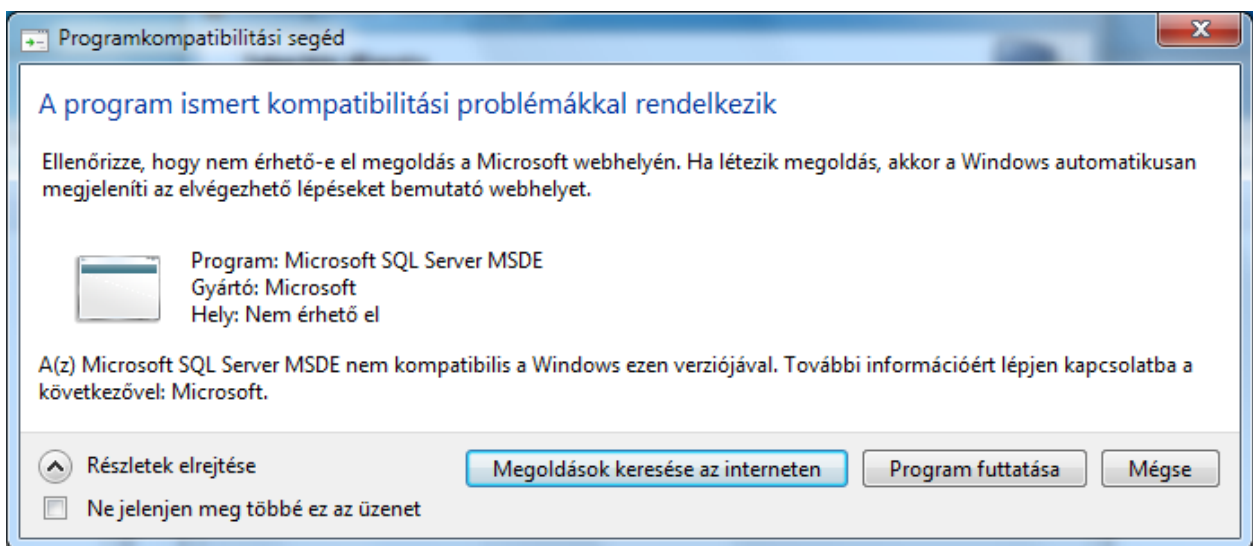 Programkompatibilitási segéd
A program ismert kompatibilitási problémákkal rendelkezik
Ellenőrizze, hogy nem érhető-e el megoldás a Microsoft webhelyén. Ha létezik megoldás, akkor a Windows automatikusan
megjeleníti az elvégezhető lépéseket bemutató webhelyet.
Program: Microsoft SQL Server MSDE
Gyártó: Microsoft
Hely: Nem érhető el
A(z) Microsoft SQL Server MSDE nem kompatibilis a Windows ezen verziójával. További információért lépjen kapcsolatba a
következővel: Microsoft.
Részletek elrejtése
Megoldások keresése az interneten
Program futtatása
Mégse
Ne jelenjen meg többé ez az üzenet